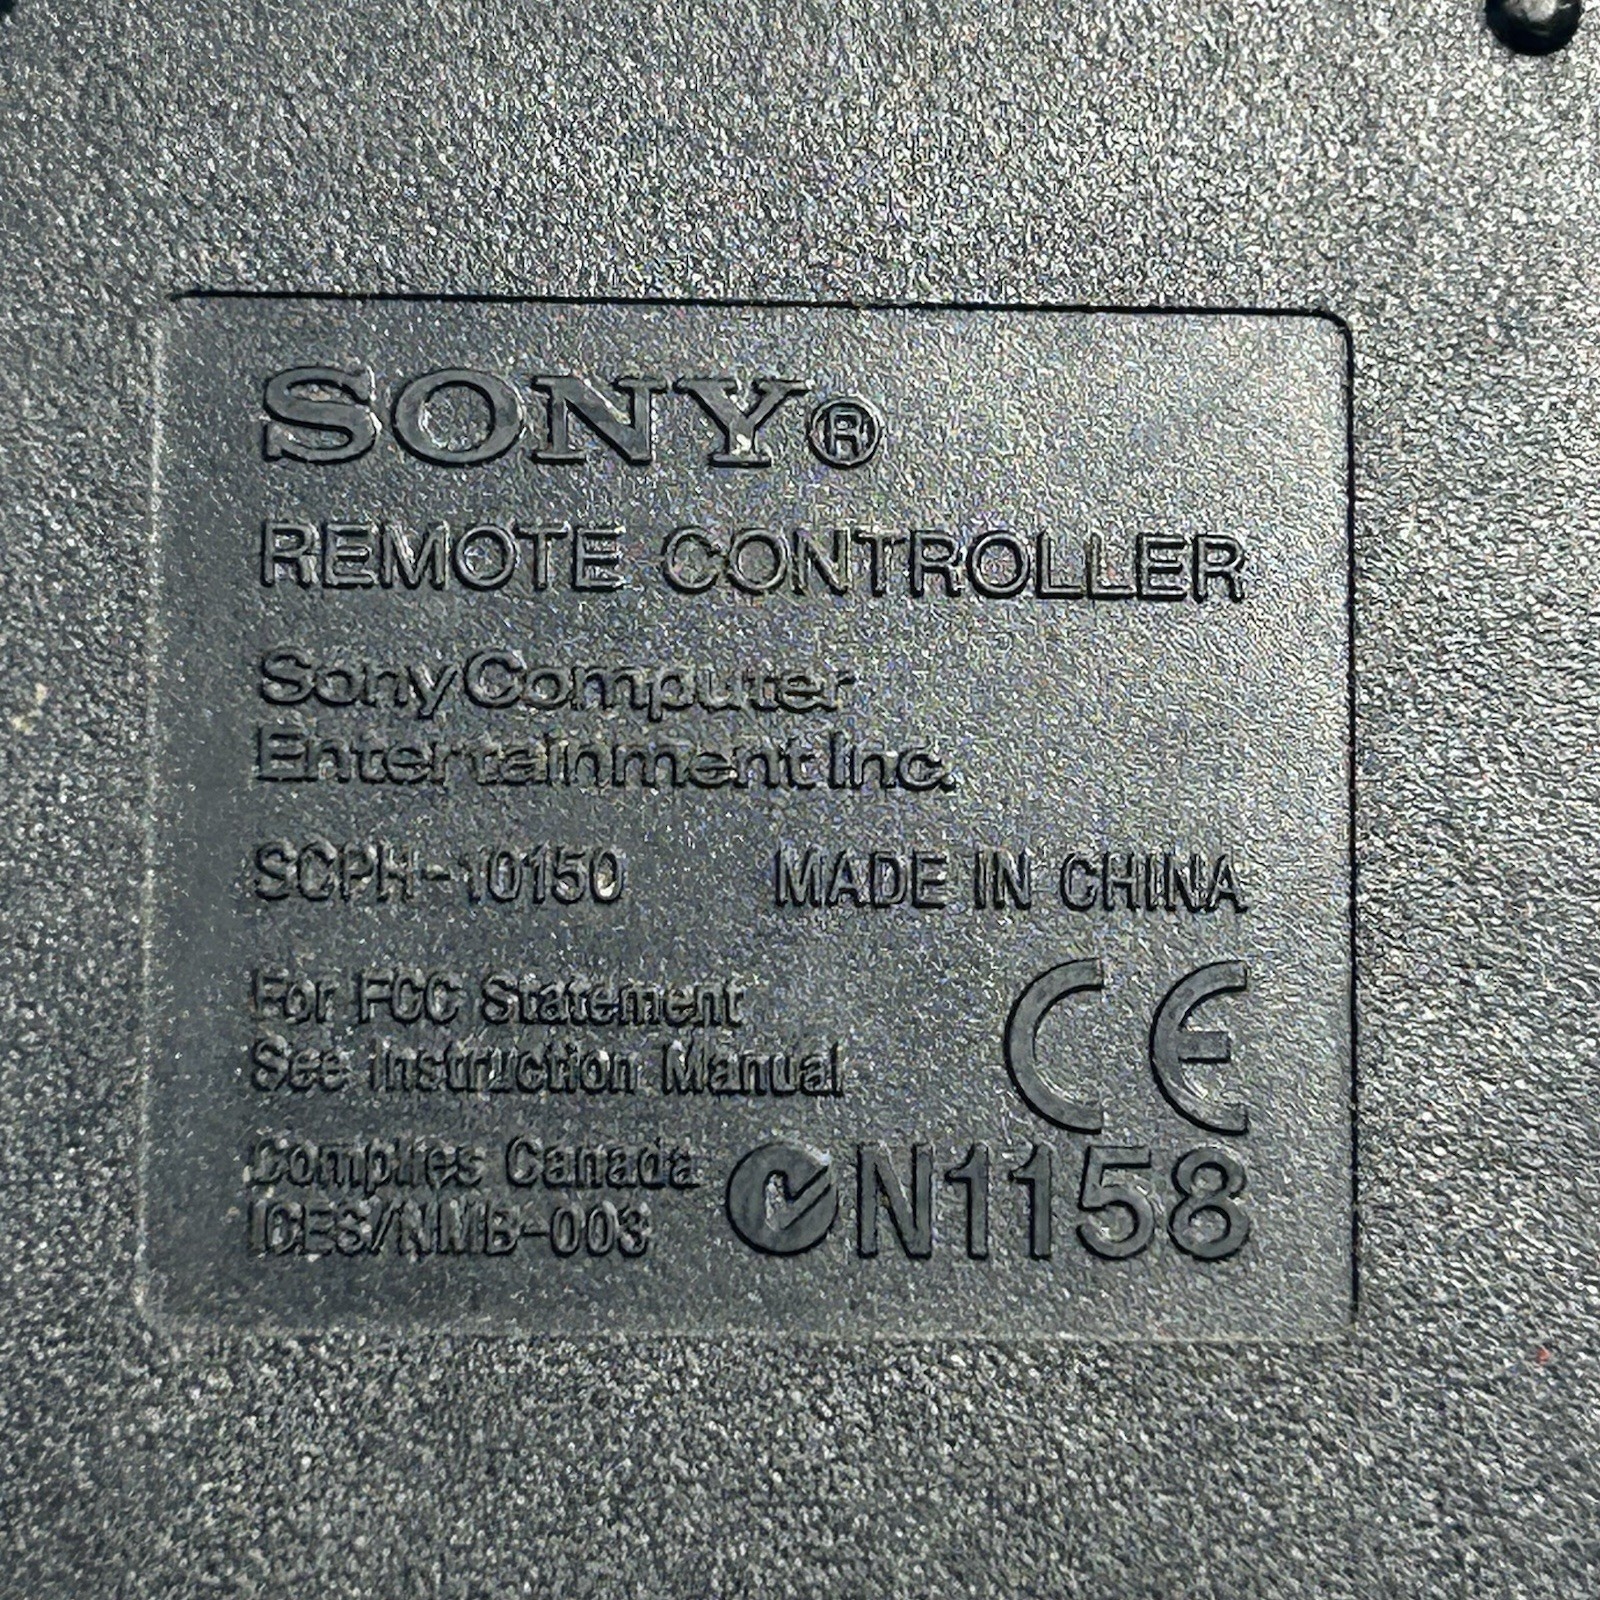 SONY®
REMOTE CONTROLLER
Sony Computer
Entertainment Inc.
SCPH-10150 MADE IN CHINA
For FCC Statement
See Instruction Manual
CE
Complies Canada
ICES/NMB-003
N1158